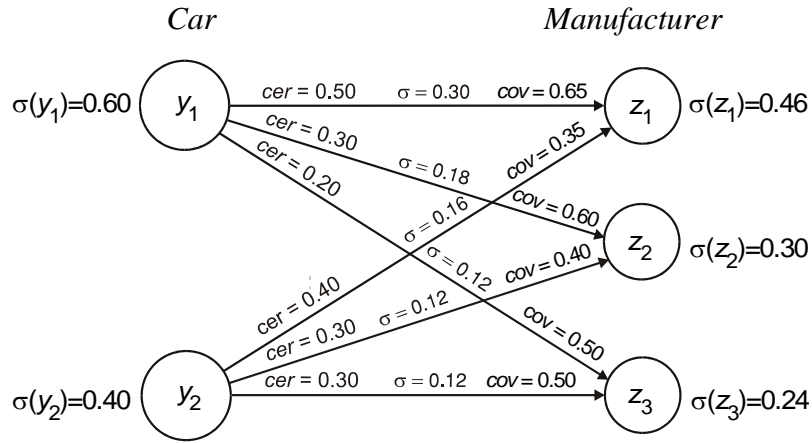 Car Manufacturer
σ(y₁)=0.60 y₁ cer = 0.50 σ = 0.30 cov = 0.65 z₁ σ(z₁)=0.46
cer = 0.30 σ = 0.18 cov = 0.60
cer = 0.20 σ = 0.12 cov = 0.50
z₂ σ(z₂)=0.30
cer = 0.40 σ = 0.16 cov = 0.35
cer = 0.30 σ = 0.12 cov = 0.40
σ(y₂)=0.40 y₂ cer = 0.30 σ = 0.12 cov = 0.50 z₃ σ(z₃)=0.24